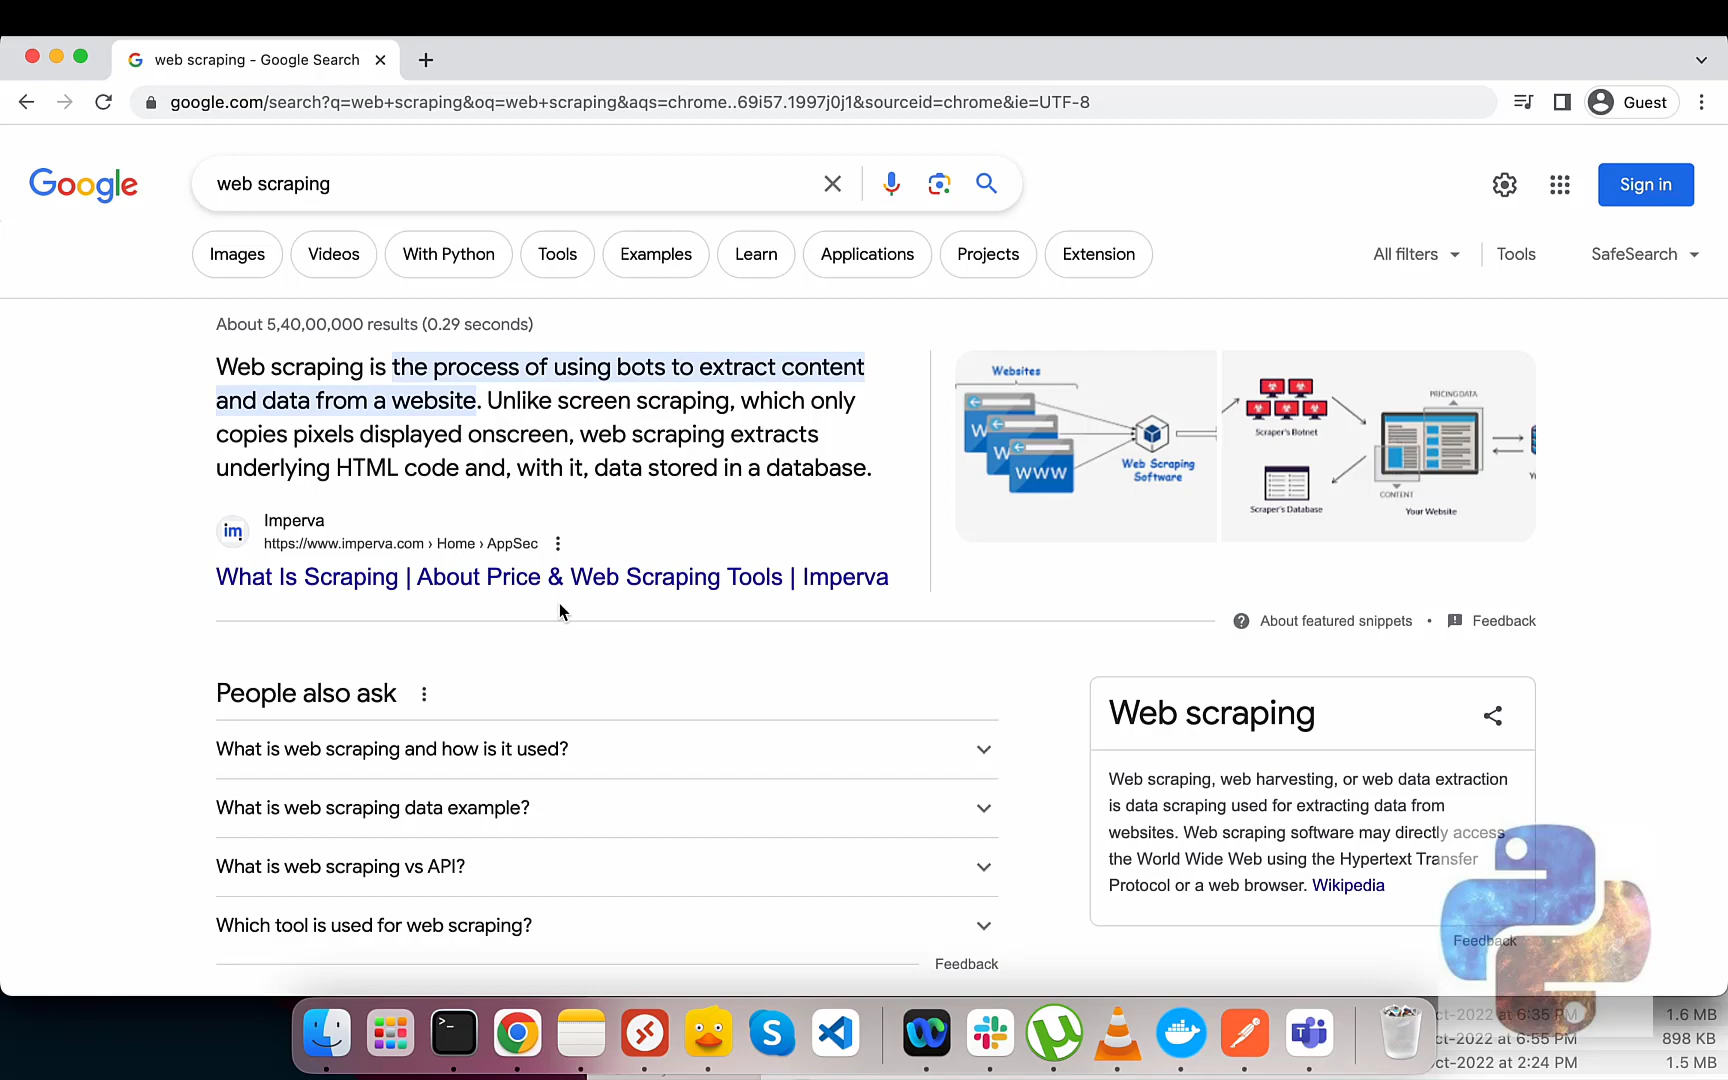 web scraping - Google Search
google.com/search?q=web+scraping&oq=web+scraping&aqs=chrome..69i57.1997j0j1&sourceid=chrome&ie=UTF-8
Guest
Google
web scraping
Sign in
Images
Videos
With Python
Tools
Examples
Learn
Applications
Projects
Extension
All filters
Tools
SafeSearch
About 5,40,00,000 results (0.29 seconds)
Web scraping is the process of using bots to extract content
and data from a website. Unlike screen scraping, which only
copies pixels displayed onscreen, web scraping extracts
underlying HTML code and, with it, data stored in a database.
Websites
WWW
Web Scraping
Software
Scraper's Botnet
Scraper's Database
PRICING DATA
CONTENT
Your Website
im
Imperva
https://www.imperva.com › Home › AppSec
What Is Scraping | About Price & Web Scraping Tools | Imperva
About featured snippets • Feedback
People also ask
What is web scraping and how is it used?
What is web scraping data example?
What is web scraping vs API?
Which tool is used for web scraping?
Feedback
Web scraping
Web scraping, web harvesting, or web data extraction
is data scraping used for extracting data from
websites. Web scraping software may directly access
the World Wide Web using the Hypertext Transfer
Protocol or a web browser. Wikipedia
Feedback
ct-2022 at 6:35 PM 1.6 MB
ct-2022 at 6:55 PM 898 KB
ct-2022 at 2:24 PM 1.5 MB